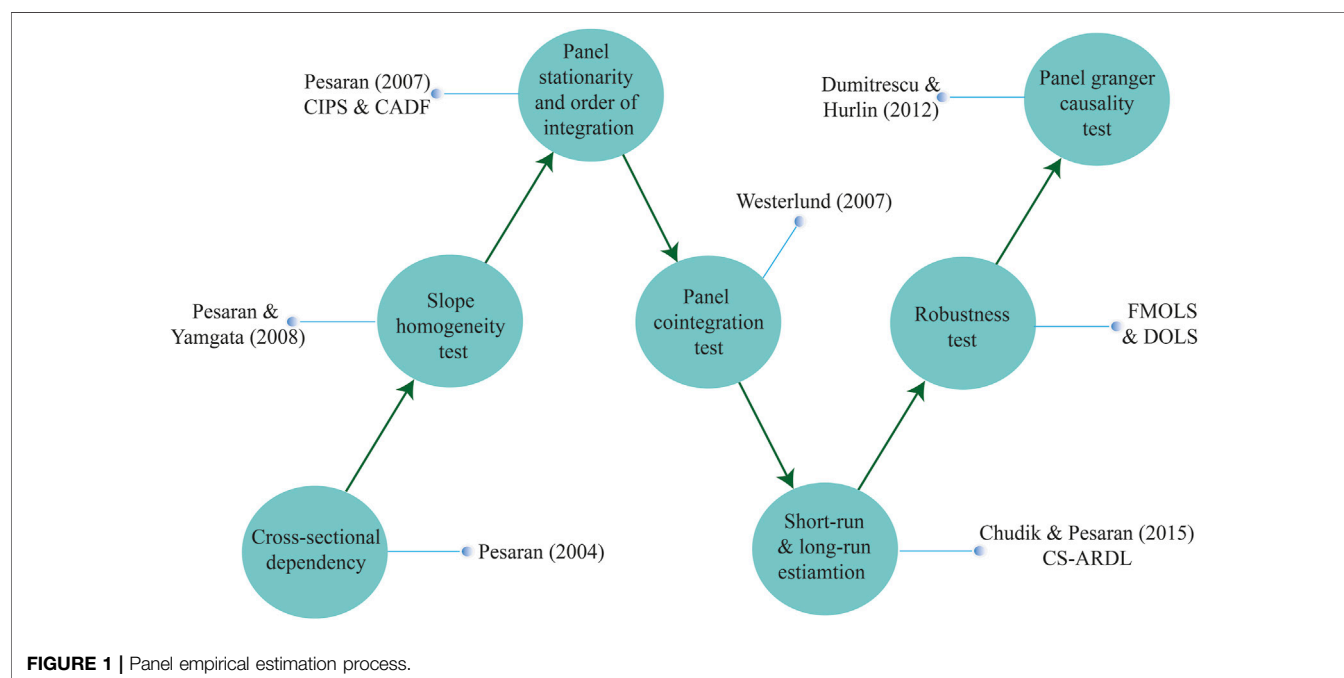 Panel
stationarity
and order of
integration
Pesaran (2007)
CIPS & CADF
Dumitrescu &
Hurlin (2012)
Panel granger
causality
test
Westerlund (2007)
Pesaran &
Yamgata (2008)
Slope
homogeneity
test
Panel
cointegration
test
Robustness
test
FMOLS
& DOLS
Cross-sectional
dependency
Pesaran (2004)
Short-run
& long-run
estiamtion
Chudik & Pesaran (2015)
CS-ARDL
FIGURE 1 | Panel empirical estimation process.